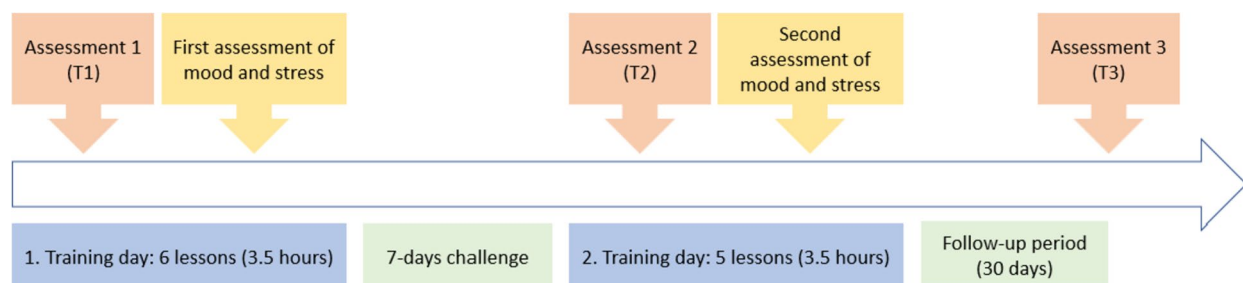 Assessment 1
(T1)
First assessment of
mood and stress
Assessment 2
(T2)
Second
assessment of
mood and stress
Assessment 3
(T3)
1. Training day: 6 lessons (3.5 hours)
7-days challenge
2. Training day: 5 lessons (3.5 hours)
Follow-up period
(30 days)